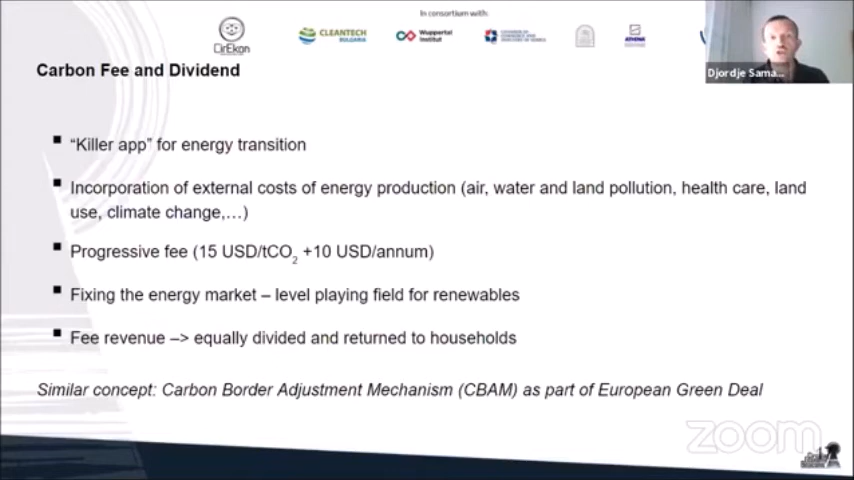 In consortium with:
CirEkon
CLEANTECH
BULGARIA
Wuppertal
Institut
ATHENA
Carbon Fee and Dividend
Djordje Sama...
"Killer app" for energy transition
Incorporation of external costs of energy production (air, water and land pollution, health care, land
use, climate change,…)
Progressive fee (15 USD/tCO2 +10 USD/annum)
Fixing the energy market – level playing field for renewables
Fee revenue –> equally divided and returned to households
Similar concept: Carbon Border Adjustment Mechanism (CBAM) as part of European Green Deal
zoom